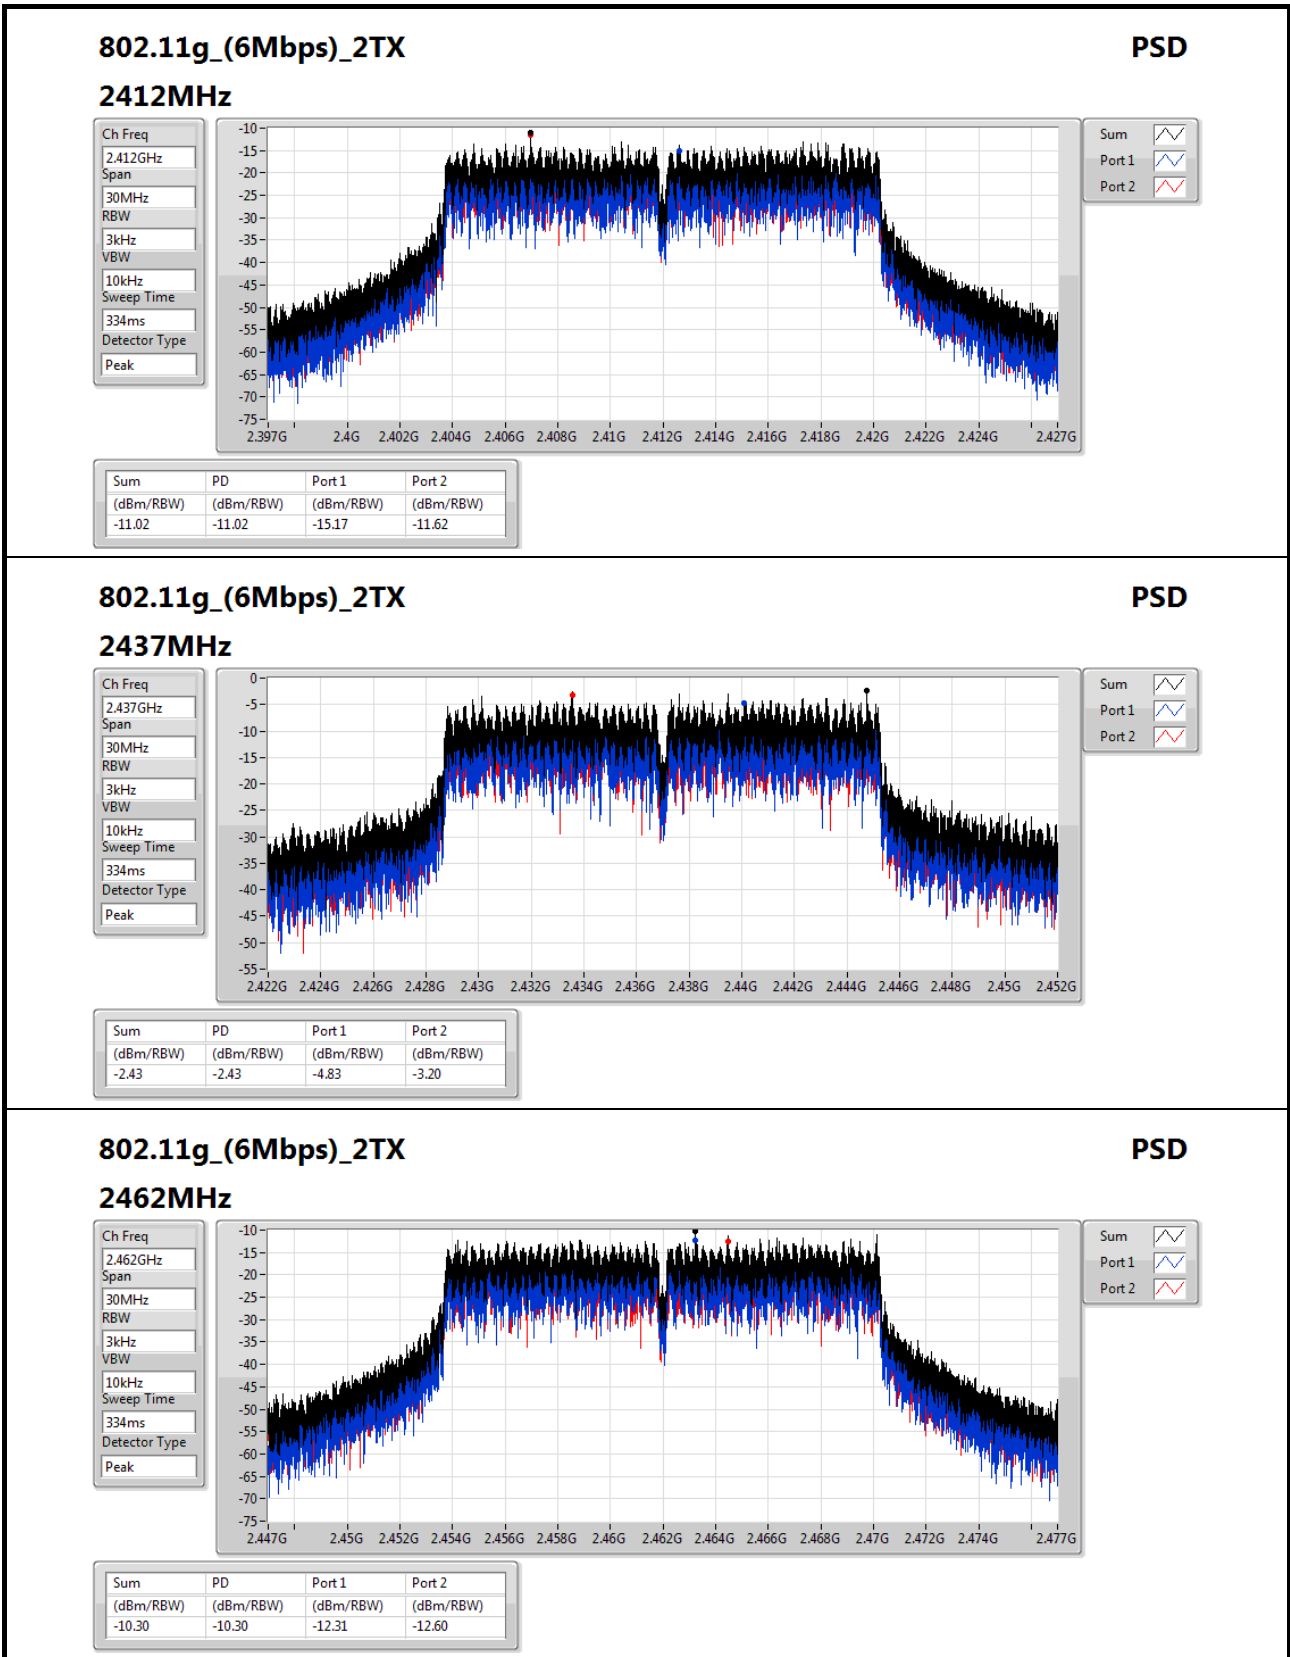 802.11g_(6Mbps)_2TX PSD
2412MHz
Ch Freq
2.412GHz
Span
30MHz
RBW
3kHz
VBW
10kHz
Sweep Time
334ms
Detector Type
Peak
-10
-15
-20
-25
-30
-35
-40
-45
-50
-55
-60
-65
-70
-75
2.397G 2.4G 2.402G 2.404G 2.406G 2.408G 2.41G 2.412G 2.414G 2.416G 2.418G 2.42G 2.422G 2.424G 2.427G
Sum
Port 1
Port 2
Sum PD Port 1 Port 2
(dBm/RBW) (dBm/RBW) (dBm/RBW) (dBm/RBW)
-11.02 -11.02 -15.17 -11.62
802.11g_(6Mbps)_2TX PSD
2437MHz
Ch Freq
2.437GHz
Span
30MHz
RBW
3kHz
VBW
10kHz
Sweep Time
334ms
Detector Type
Peak
0
-5
-10
-15
-20
-25
-30
-35
-40
-45
-50
-55
2.422G 2.424G 2.426G 2.428G 2.43G 2.432G 2.434G 2.436G 2.438G 2.44G 2.442G 2.444G 2.446G 2.448G 2.45G 2.452G
Sum
Port 1
Port 2
Sum PD Port 1 Port 2
(dBm/RBW) (dBm/RBW) (dBm/RBW) (dBm/RBW)
-2.43 -2.43 -4.83 -3.20
802.11g_(6Mbps)_2TX PSD
2462MHz
Ch Freq
2.462GHz
Span
30MHz
RBW
3kHz
VBW
10kHz
Sweep Time
334ms
Detector Type
Peak
-10
-15
-20
-25
-30
-35
-40
-45
-50
-55
-60
-65
-70
-75
2.447G 2.45G 2.452G 2.454G 2.456G 2.458G 2.46G 2.462G 2.464G 2.466G 2.468G 2.47G 2.472G 2.474G 2.477G
Sum
Port 1
Port 2
Sum PD Port 1 Port 2
(dBm/RBW) (dBm/RBW) (dBm/RBW) (dBm/RBW)
-10.30 -10.30 -12.31 -12.60